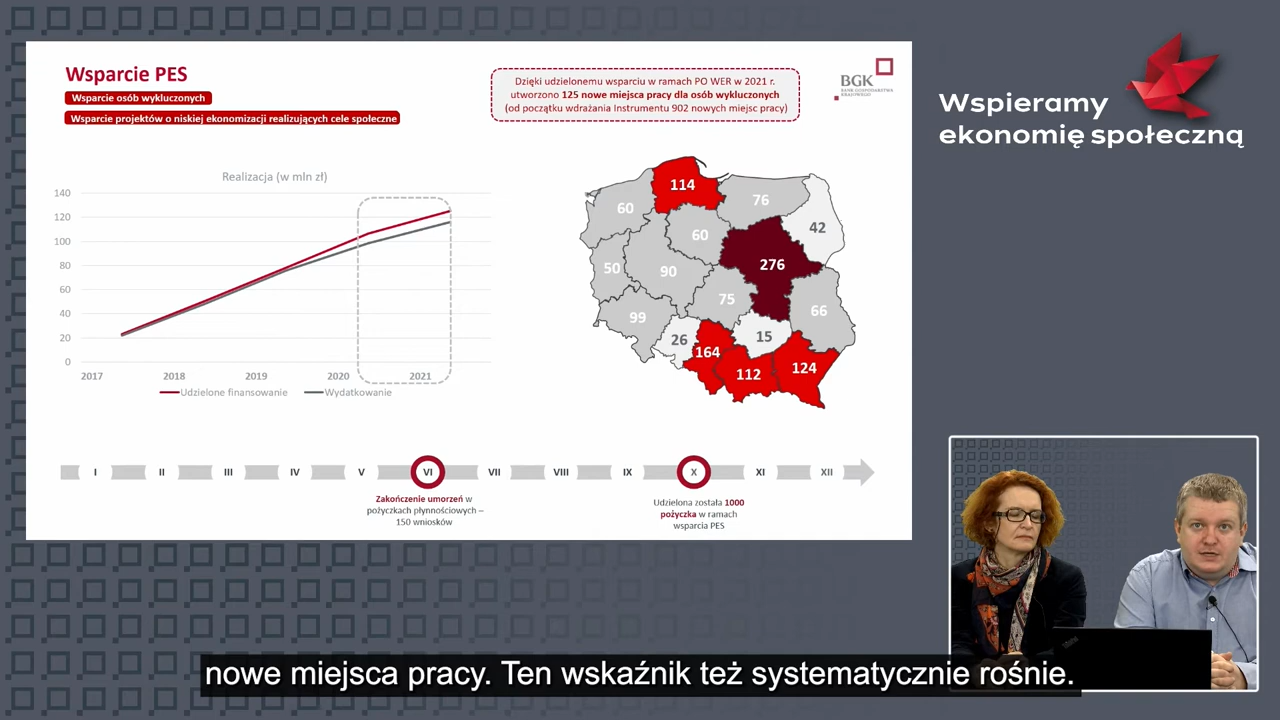 Wsparcie PES
Wsparcie osób wykluczonych
Wsparcie projektów o niskiej ekonomizacji realizujących cele społeczne
Dzięki udzielonemu wsparciu w ramach PO WER w 2021 r.
utworzono 125 nowe miejsca pracy dla osób wykluczonych
(od początku wdrażania Instrumentu 902 nowych miejsc pracy)
BGK
BANK GOSPODARSTWA
KRAJOWEGO
Wspieramy
ekonomię społeczną
Realizacja (w mln zł)
140
120
100
80
60
40
20
0
2017 2018 2019 2020 2021
Udzielone finansowanie Wydatkowanie
114
76
60
42
60
276
50
90
75
66
99
26
15
164
112
124
I II III IV V VI VII VIII IX X XI XII
Zakończenie umorzeń w
pożyczkach płynnościowych –
150 wniosków
Udzielona została 1000
pożyczka w ramach
wsparcia PES
nowe miejsca pracy. Ten wskaźnik też systematycznie rośnie.